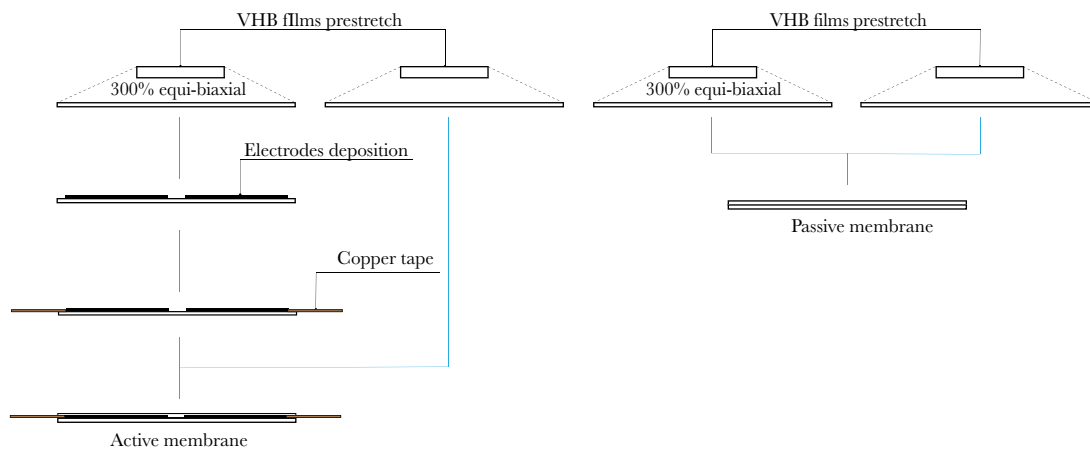 VHB fIlms prestretch
300% equi-biaxial
Electrodes deposition
Copper tape
Active membrane
VHB films prestretch
300% equi-biaxial
Passive membrane